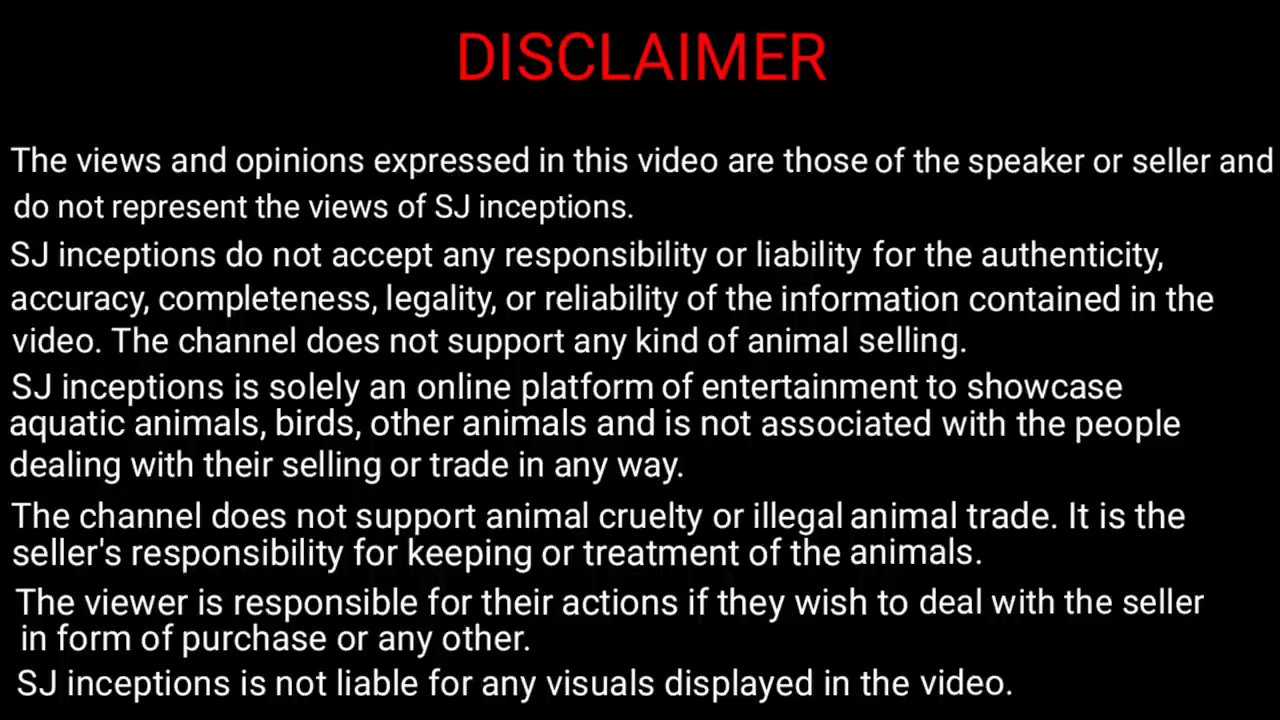 DISCLAIMER
The views and opinions expressed in this video are those of the speaker or seller and
do not represent the views of SJ inceptions.
SJ inceptions do not accept any responsibility or liability for the authenticity,
accuracy, completeness, legality, or reliability of the information contained in the
video. The channel does not support any kind of animal selling.
SJ inceptions is solely an online platform of entertainment to showcase
aquatic animals, birds, other animals and is not associated with the people
dealing with their selling or trade in any way.
The channel does not support animal cruelty or illegal animal trade. It is the
seller's responsibility for keeping or treatment of the animals.
The viewer is responsible for their actions if they wish to deal with the seller
in form of purchase or any other.
SJ inceptions is not liable for any visuals displayed in the video.